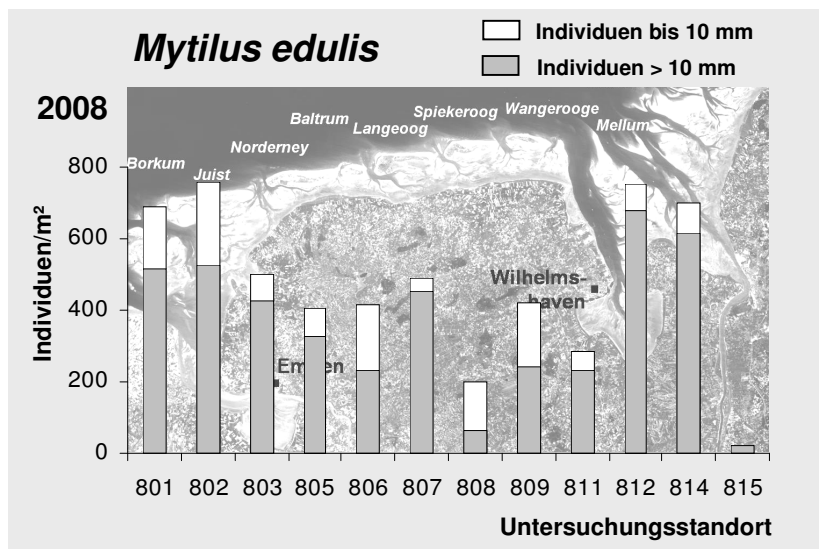 Mytilus edulis
Individuen bis 10 mm
Individuen > 10 mm
2008
Individuen/m²
800
600
400
200
0
Borkum
Juist
Norderney
Baltrum
Langeoog
Spiekeroog
Wangerooge
Mellum
Wilhelms-
haven
801 802 803 805 806 807 808 809 811 812 814 815
Untersuchungsstandort